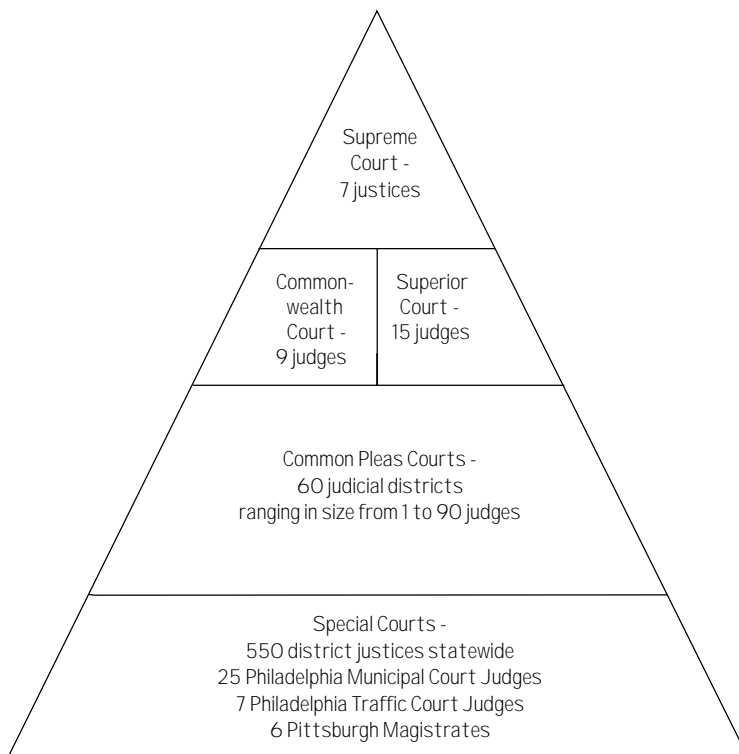 Supreme
Court -
7 justices
Common-
wealth
Court -
9 judges
Superior
Court -
15 judges
Common Pleas Courts -
60 judicial districts
ranging in size from 1 to 90 judges
Special Courts -
550 district justices statewide
25 Philadelphia Municipal Court Judges
7 Philadelphia Traffic Court Judges
6 Pittsburgh Magistrates